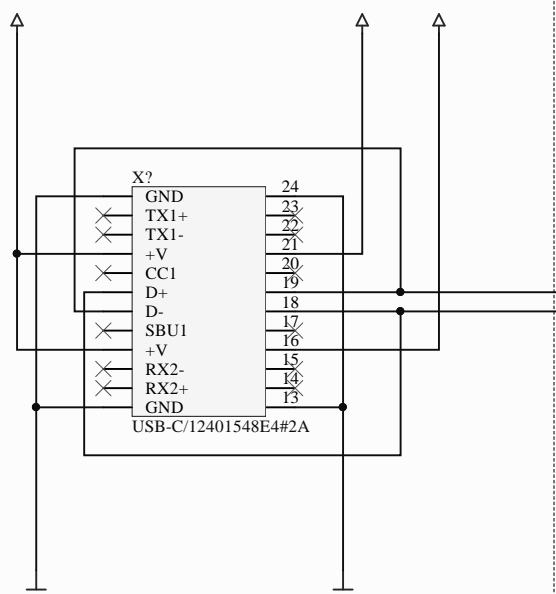 X?
GND 24
TX1+ 23
TX1- 22
+V 21
CC1 20
D+ 19
D- 18
SBU1 17
+V 16
RX2- 15
RX2+ 14
GND 13
USB-C/12401548E4#2A